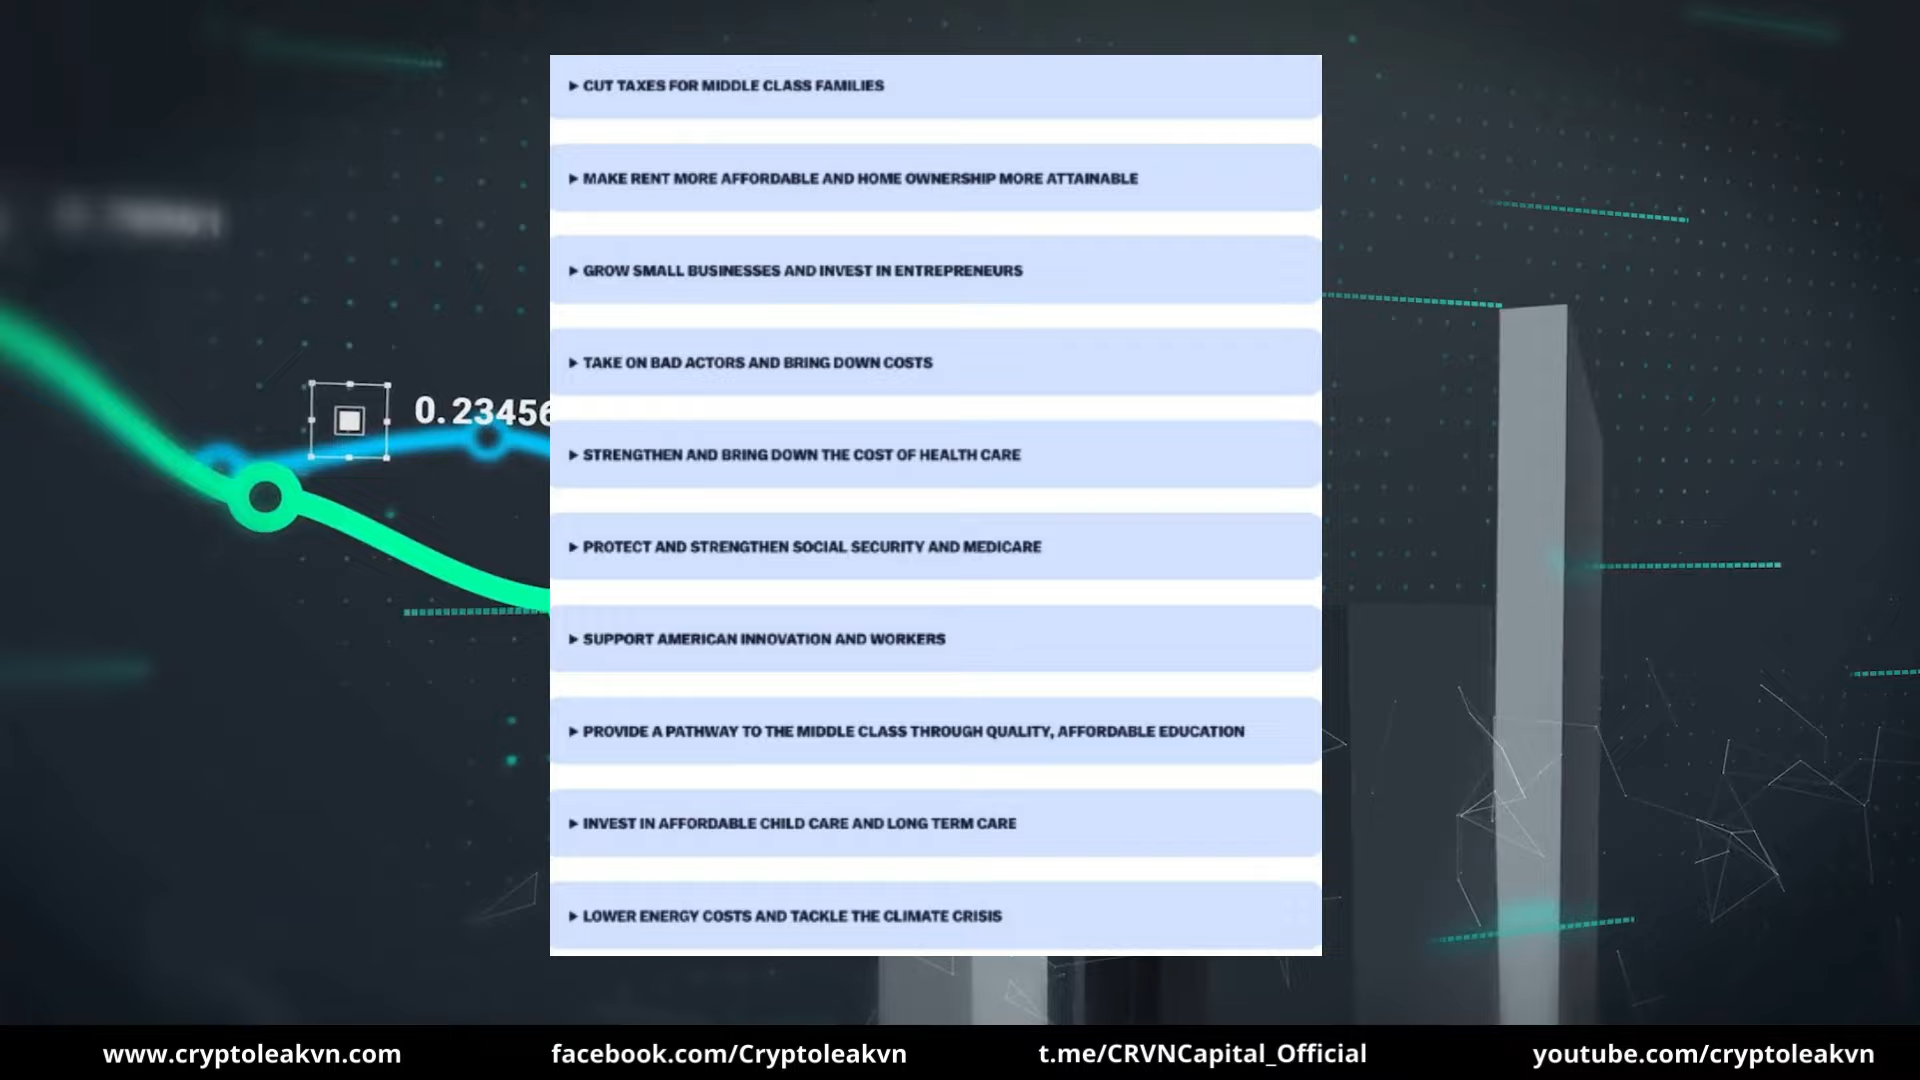 CUT TAXES FOR MIDDLE CLASS FAMILIES
MAKE RENT MORE AFFORDABLE AND HOME OWNERSHIP MORE ATTAINABLE
GROW SMALL BUSINESSES AND INVEST IN ENTREPRENEURS
TAKE ON BAD ACTORS AND BRING DOWN COSTS
0.23456
STRENGTHEN AND BRING DOWN THE COST OF HEALTH CARE
PROTECT AND STRENGTHEN SOCIAL SECURITY AND MEDICARE
SUPPORT AMERICAN INNOVATION AND WORKERS
PROVIDE A PATHWAY TO THE MIDDLE CLASS THROUGH QUALITY, AFFORDABLE EDUCATION
INVEST IN AFFORDABLE CHILD CARE AND LONG TERM CARE
LOWER ENERGY COSTS AND TACKLE THE CLIMATE CRISIS
www.cryptoleakvn.com facebook.com/Cryptoleakvn t.me/CRVNCapital_Official youtube.com/cryptoleakvn